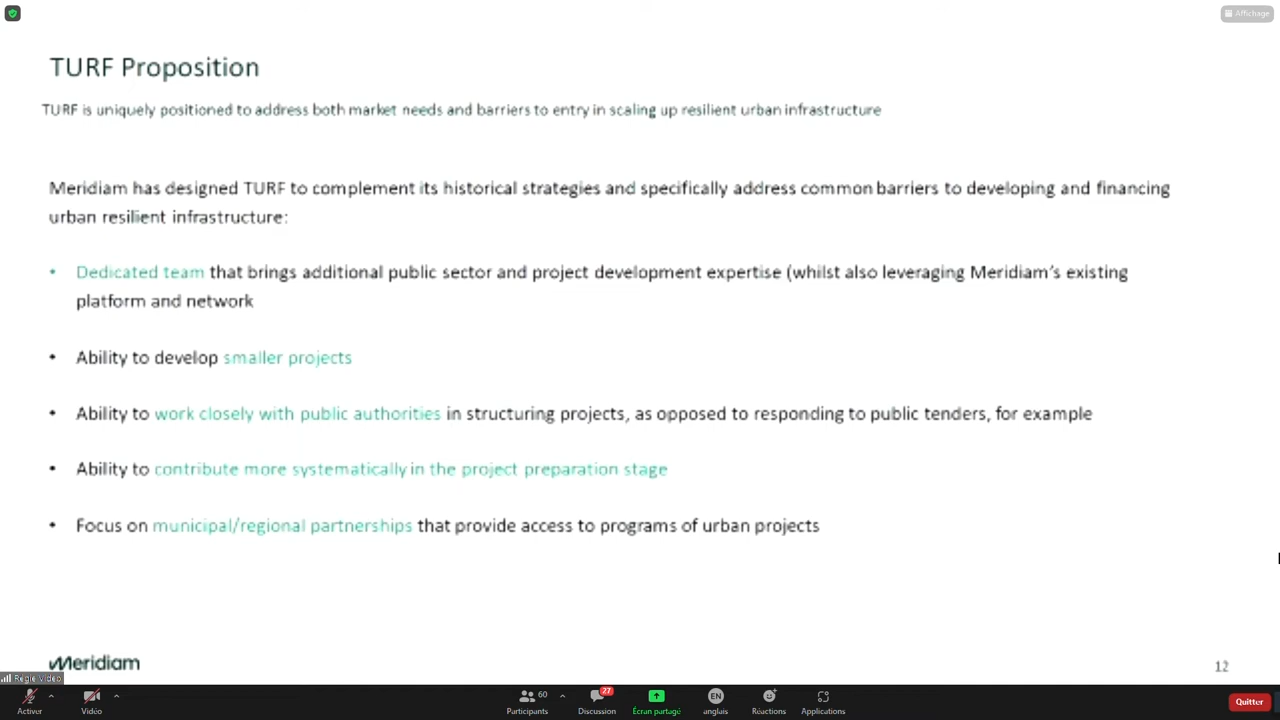 Affichage
TURF Proposition
TURF is uniquely positioned to address both market needs and barriers to entry in scaling up resilient urban infrastructure
Meridiam has designed TURF to complement its historical strategies and specifically address common barriers to developing and financing
urban resilient infrastructure:
• Dedicated team that brings additional public sector and project development expertise (whilst also leveraging Meridiam's existing
platform and network
• Ability to develop smaller projects
• Ability to work closely with public authorities in structuring projects, as opposed to responding to public tenders, for example
• Ability to contribute more systematically in the project preparation stage
• Focus on municipal/regional partnerships that provide access to programs of urban projects
Meridiam
12
Régie Vidéo
60
27
EN
Activer
Vidéo
Participants
Discussion
Écran partagé
anglais
Réactions
Applications
Quitter